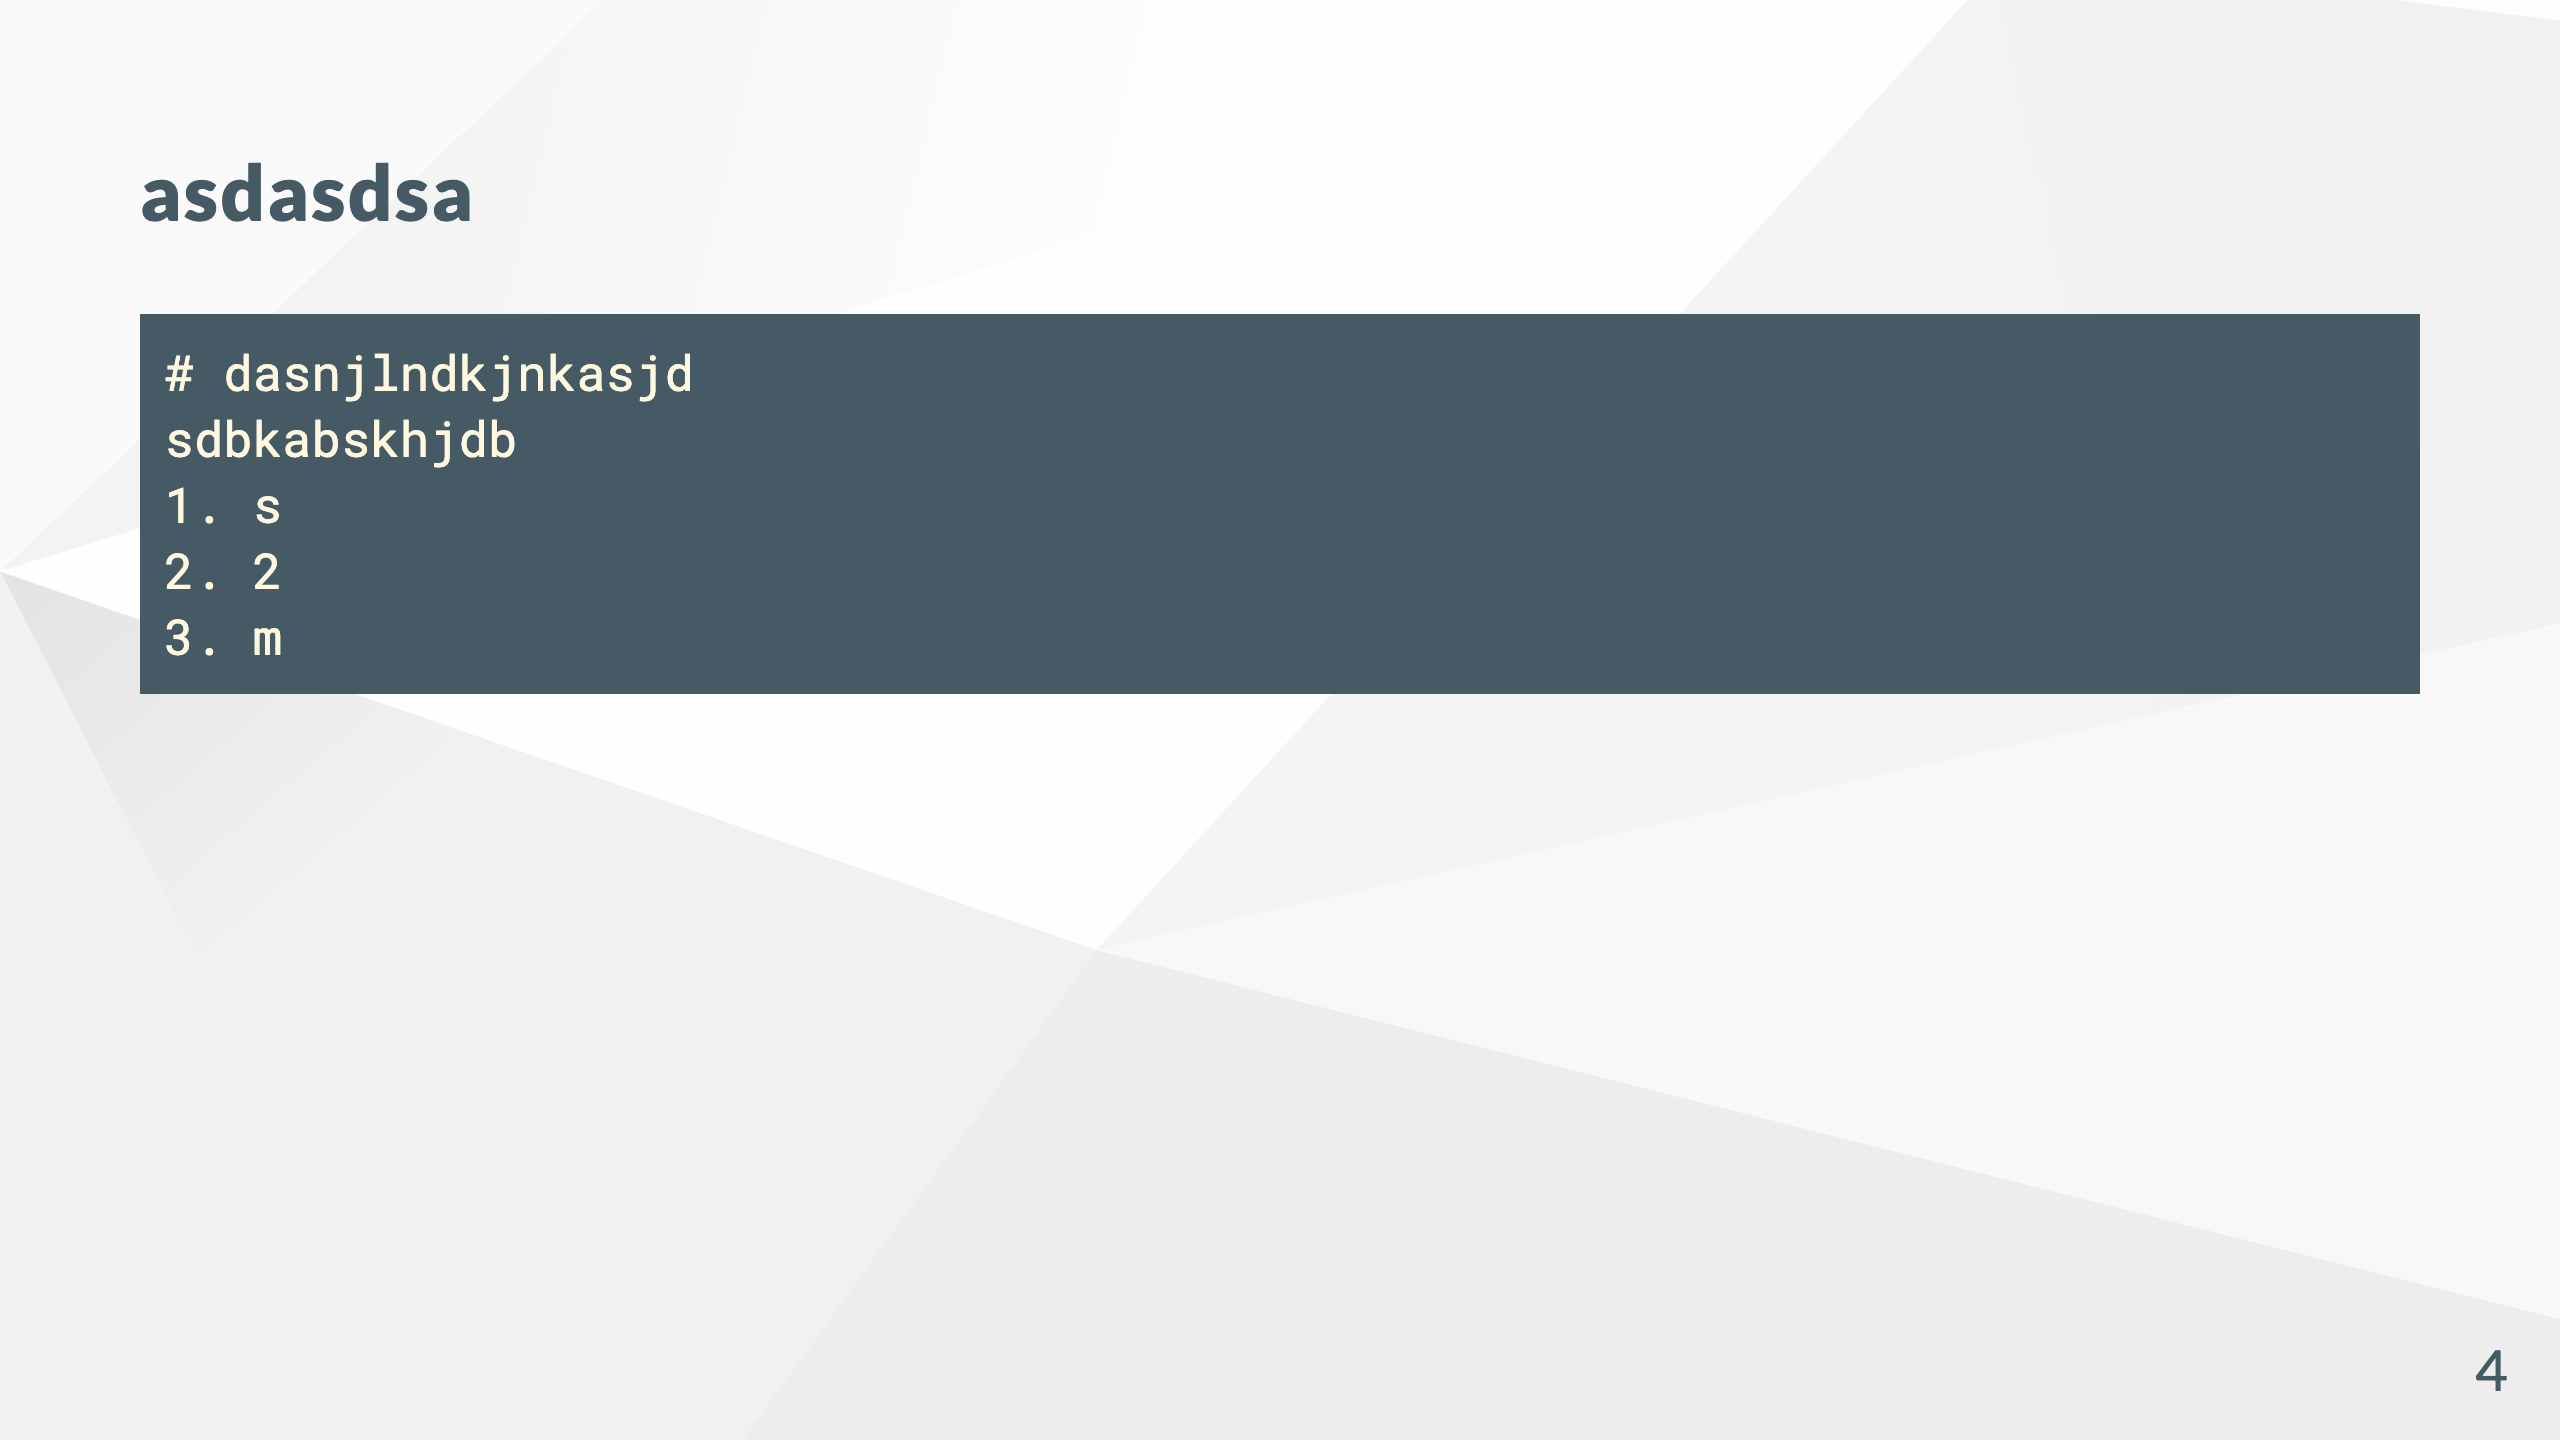 asdasdsa
# dasnjlndkjnkasjd
sdbkabskhjdb
1. s
2. 2
3. m
4